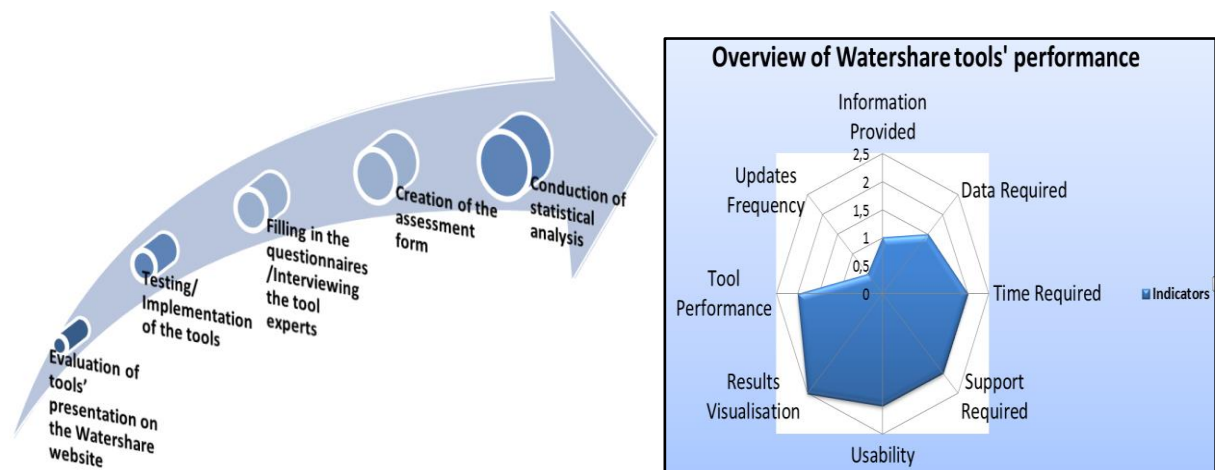 Evaluation of
tools'
presentation on
the Watershare
website
Testing/
Implementation
of the tools
Filling in the
questionnaires
/Interviewing
the tool
experts
Creation of the
assessment
form
Conduction of
statistical
analysis
Overview of Watershare tools' performance
Information
Provided
2,5
2
1,5
1
0,5
0
Data Required
Time Required
Support
Required
Usability
Results
Visualisation
Tool
Performance
Updates
Frequency
Indicators